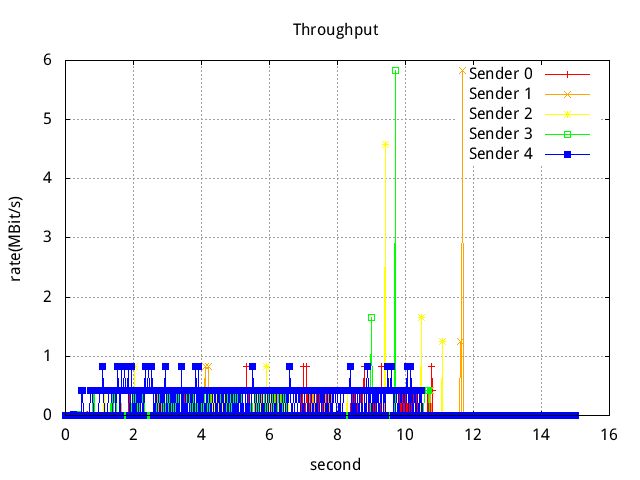 Throughput
6
5
4
3
2
1
0
rate(MBit/s)
Sender 0
Sender 1
Sender 2
Sender 3
Sender 4
0 2 4 6 8 10 12 14 16
second